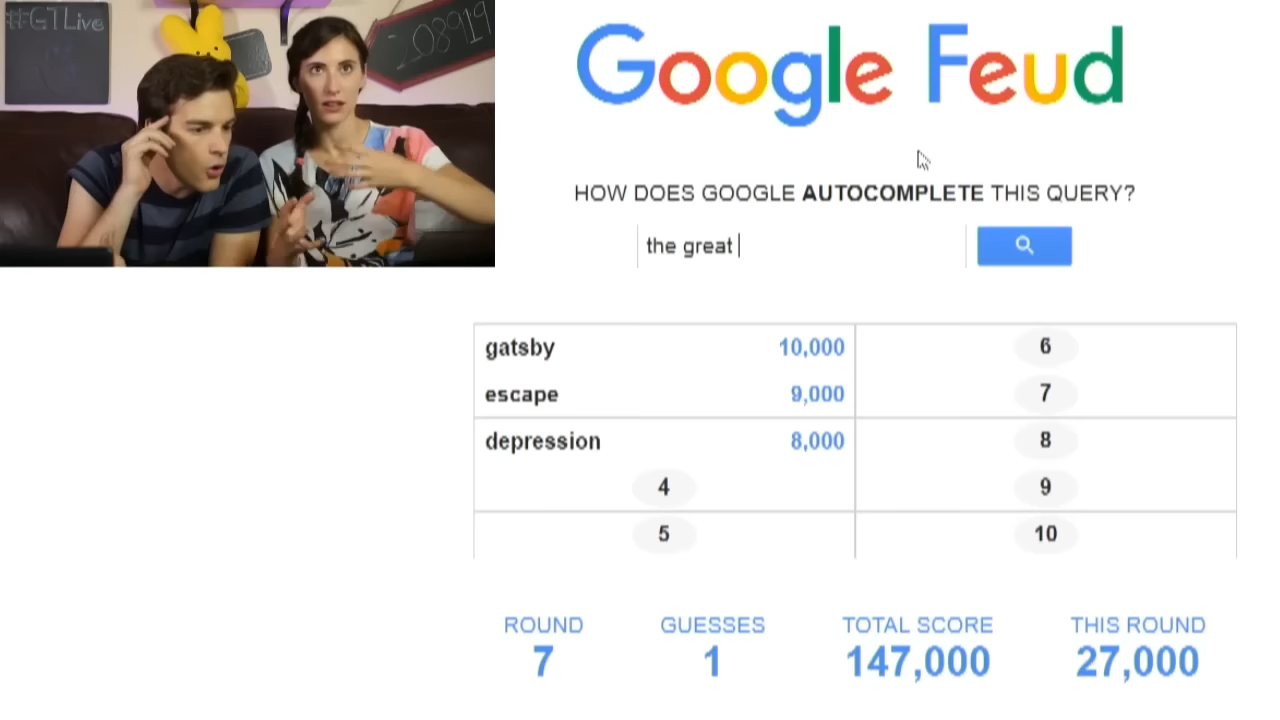 #GTLive
208919
Google Feud
HOW DOES GOOGLE AUTOCOMPLETE THIS QUERY?
the great
gatsby 10,000
escape 9,000
depression 8,000
4
5
6
7
8
9
10
ROUND GUESSES TOTAL SCORE THIS ROUND
7 1 147,000 27,000